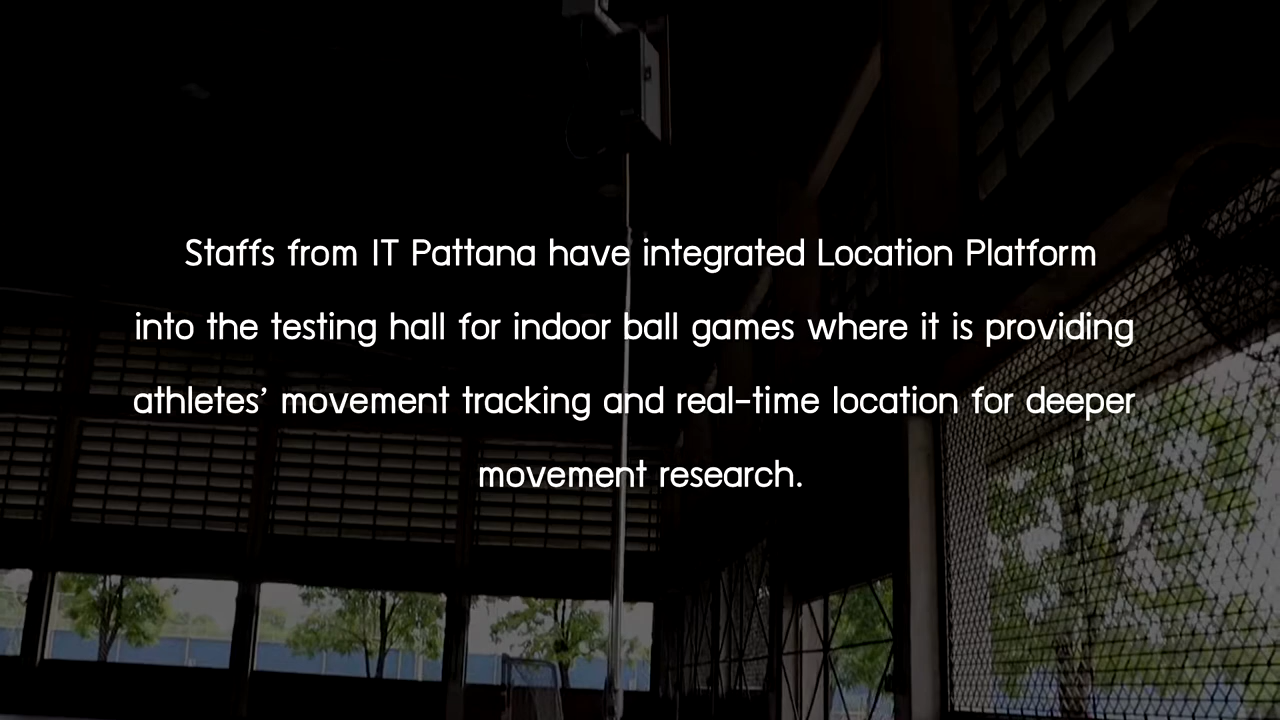 Staffs from IT Pattana have integrated Location Platform
into the testing hall for indoor ball games where it is providing
athletes’ movement tracking and real-time location for deeper
movement research.